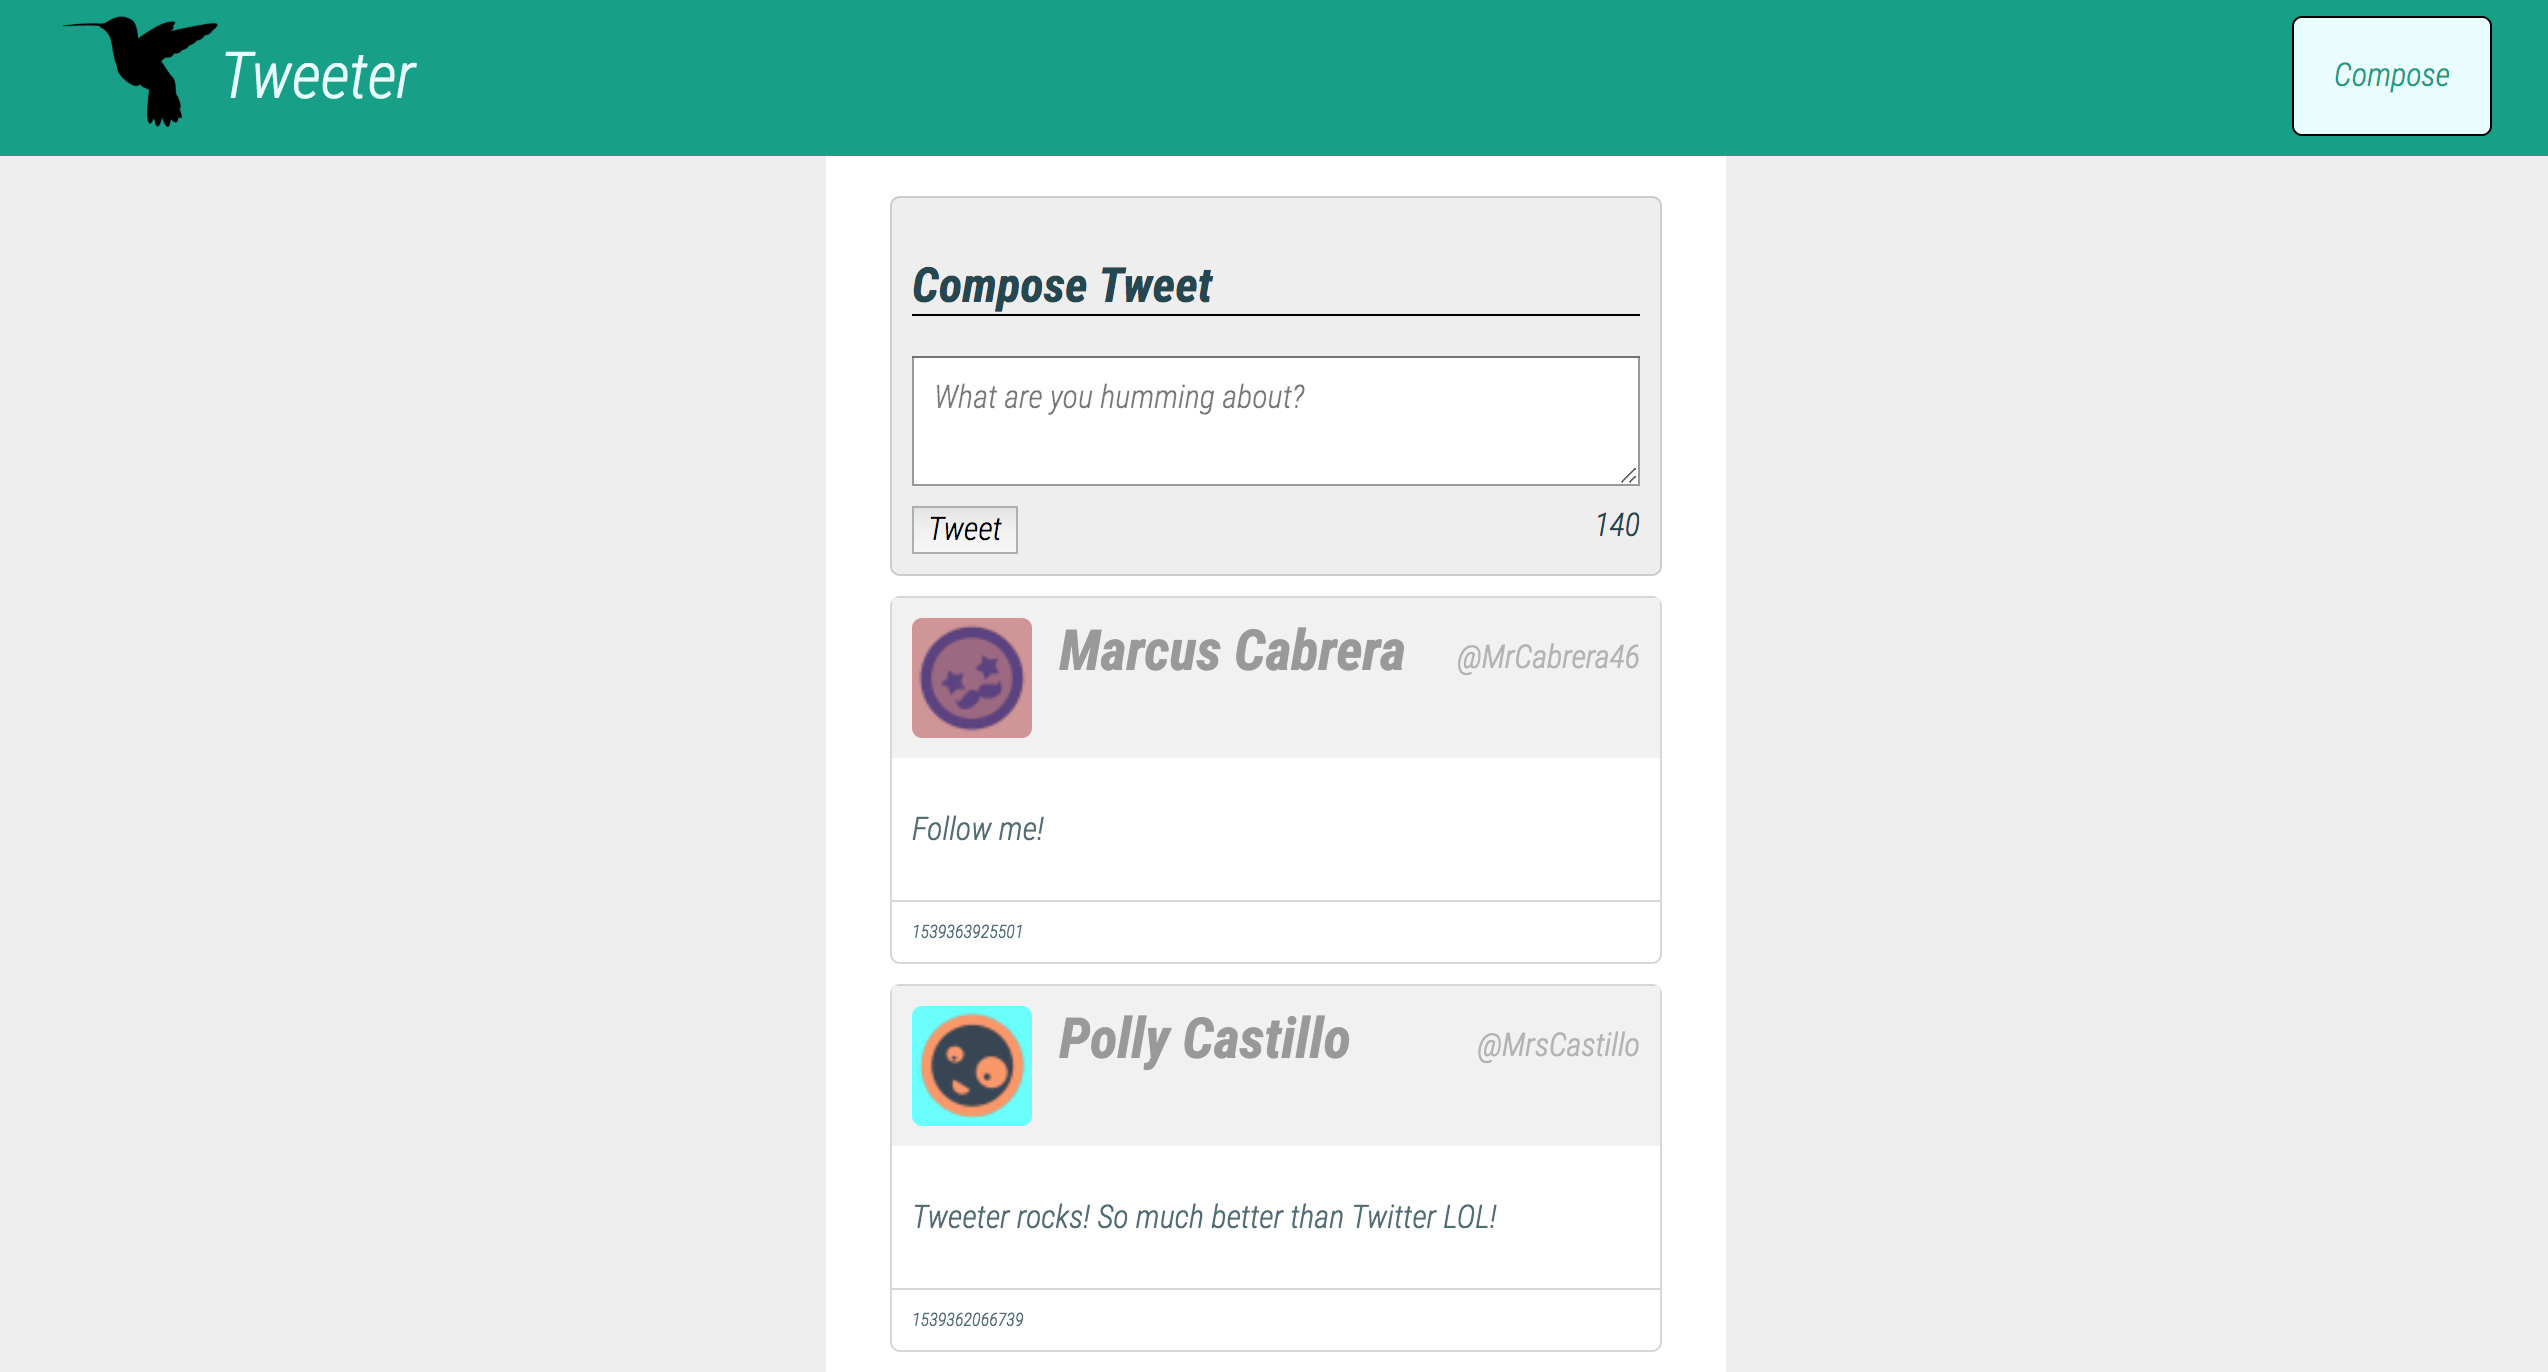 Tweeter
Compose
Compose Tweet
What are you humming about?
Tweet
140
Marcus Cabrera
@MrCabrera46
Follow me!
1539363925501
Polly Castillo
@MrsCastillo
Tweeter rocks! So much better than Twitter LOL!
1539362066739